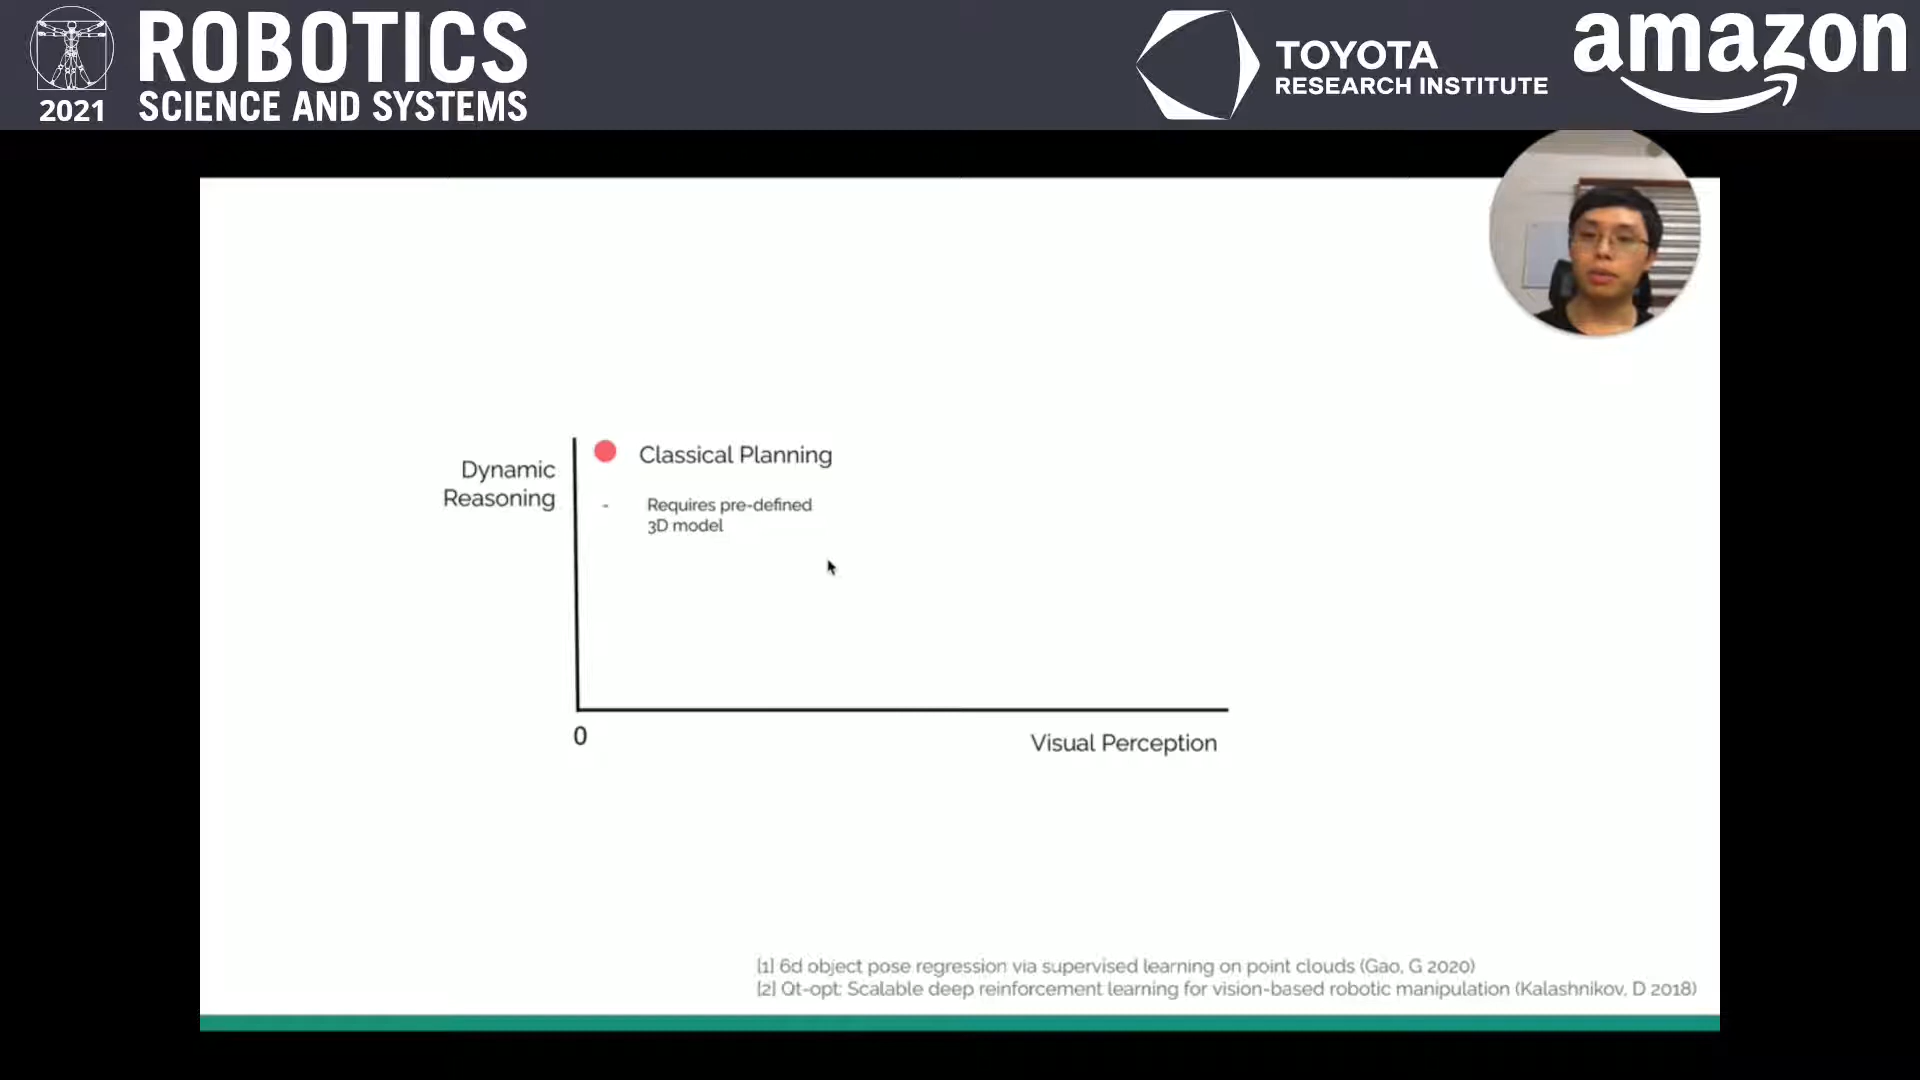 ROBOTICS
SCIENCE AND SYSTEMS
2021
TOYOTA
RESEARCH INSTITUTE
amazon
Dynamic
Reasoning
Classical Planning
- Requires pre-defined
3D model
0
Visual Perception
[1] 6d object pose regression via supervised learning on point clouds (Gao, G 2020)
[2] Qt-opt: Scalable deep reinforcement learning for vision-based robotic manipulation (Kalashnikov, D 2018)